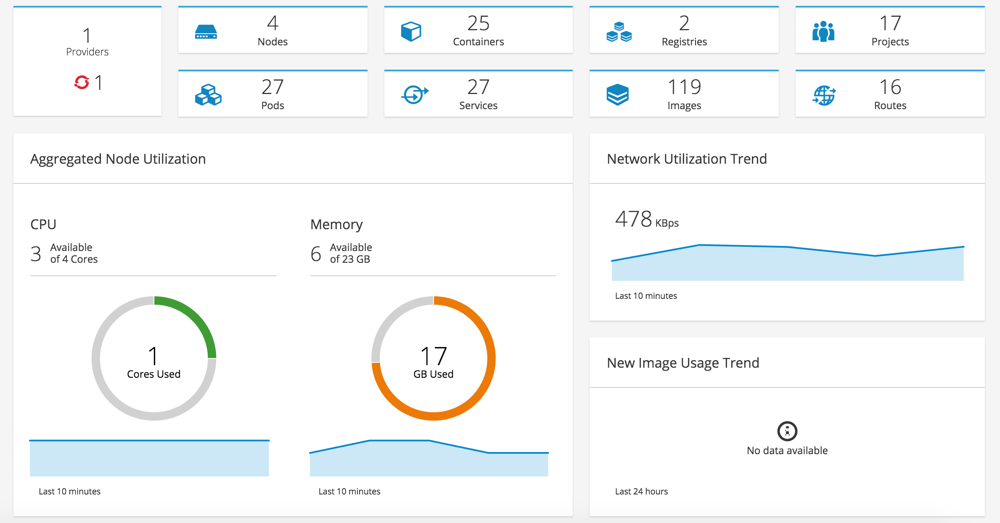 1
Providers
1
4
Nodes
25
Containers
2
Registries
17
Projects
27
Pods
27
Services
119
Images
16
Routes
Aggregated Node Utilization
CPU
3 Available
of 4 Cores
1
Cores Used
Last 10 minutes
Memory
6 Available
of 23 GB
17
GB Used
Last 10 minutes
Network Utilization Trend
478 KBps
Last 10 minutes
New Image Usage Trend
No data available
Last 24 hours